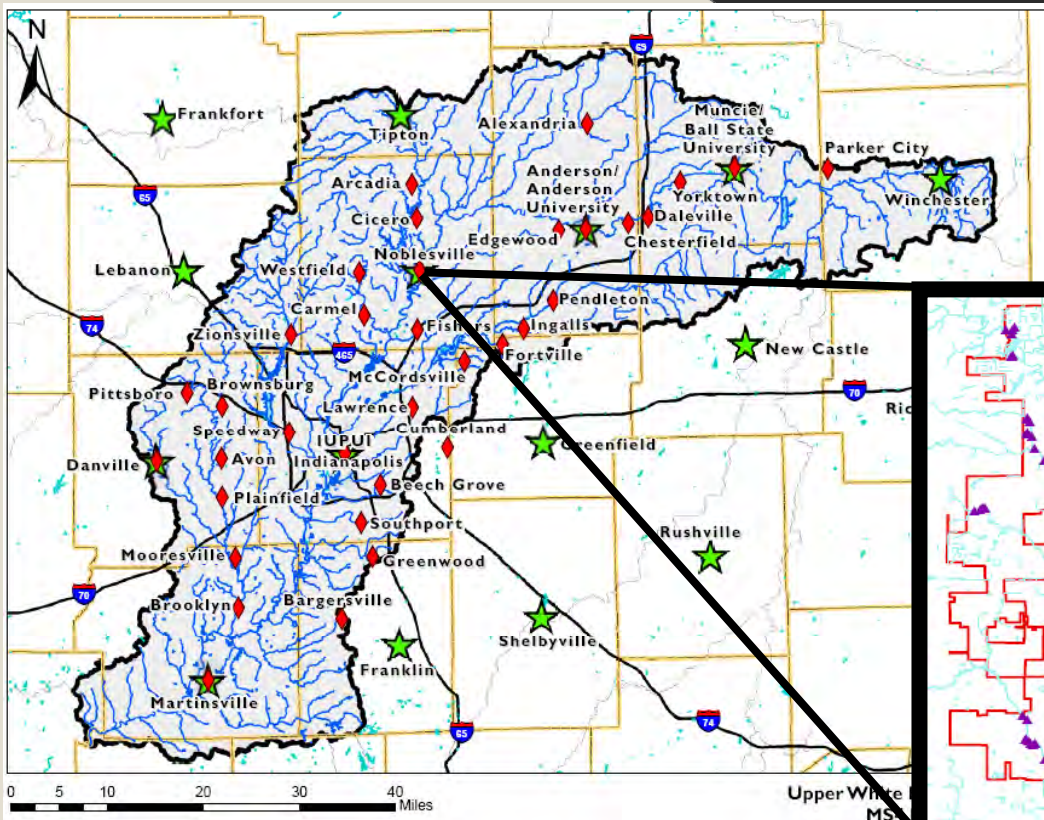 N
65
Frankfort
Tipton
Alexandria
Muncie/
Ball State
University
Parker City
Arcadia
Anderson/
Anderson
University
Yorktown
Winchester
65
Cicero
Daleville
Edgewood
Chesterfield
Noblesville
Lebanon
Westfield
Pendleton
Carmel
74
Zionsville
Fishers
Ingalls
465
Fortville
New Castle
McCordsville
Brownsburg
Pittsboro
70
Lawrence
Ric
Speedway
Cumberland
IUPUI
Greenfield
Danville
Avon
Indianapolis
Beech Grove
Plainfield
Southport
Rushville
Mooresville
Greenwood
70
Brooklyn
Bargersville
Shelbyville
Franklin
Martinsville
65
74
0 5 10 20 30 40
Miles
Upper White
MS4